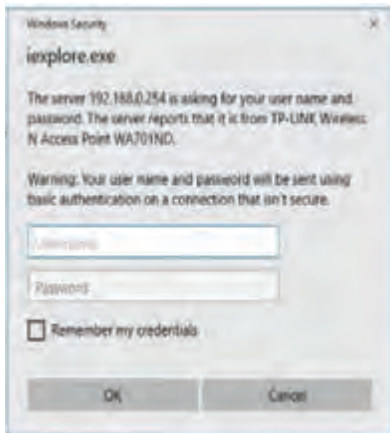 Windows Security
iexplore.exe
The server 192.188.0.254 is asking for your user name and
password. The server reports that it is from TP-LINK Wireless
N Access Point WA701ND.
Warning: Your user name and password will be sent using
basic authentication on a connection that isn't secure.
Username
Password
Remember my credentials
OK
Cancel